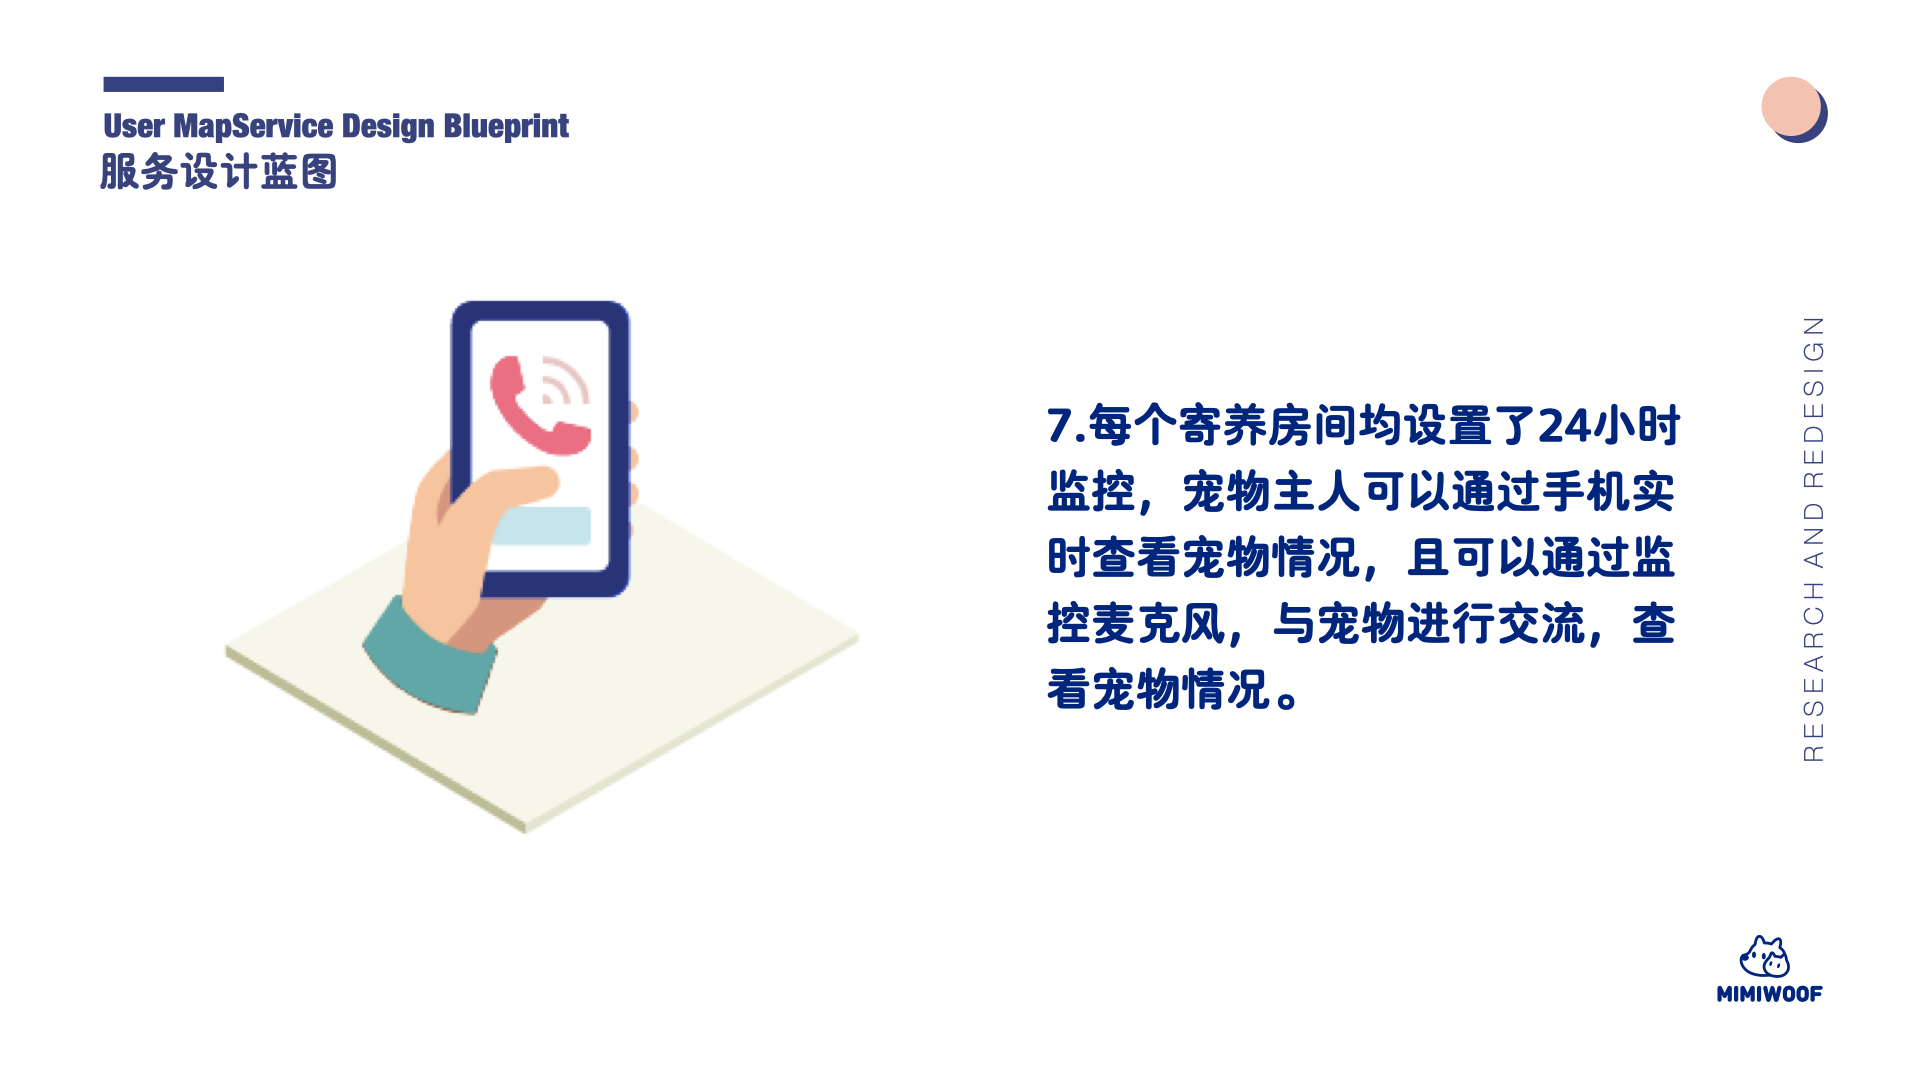 User MapService Design Blueprint
服务设计蓝图
7.每个寄养房间均设置了24小时
监控，宠物主人可以通过手机实
时查看宠物情况，且可以通过监
控麦克风，与宠物进行交流，查
看宠物情况。
RESEARCH AND REDESIGN
MIMIWOOF